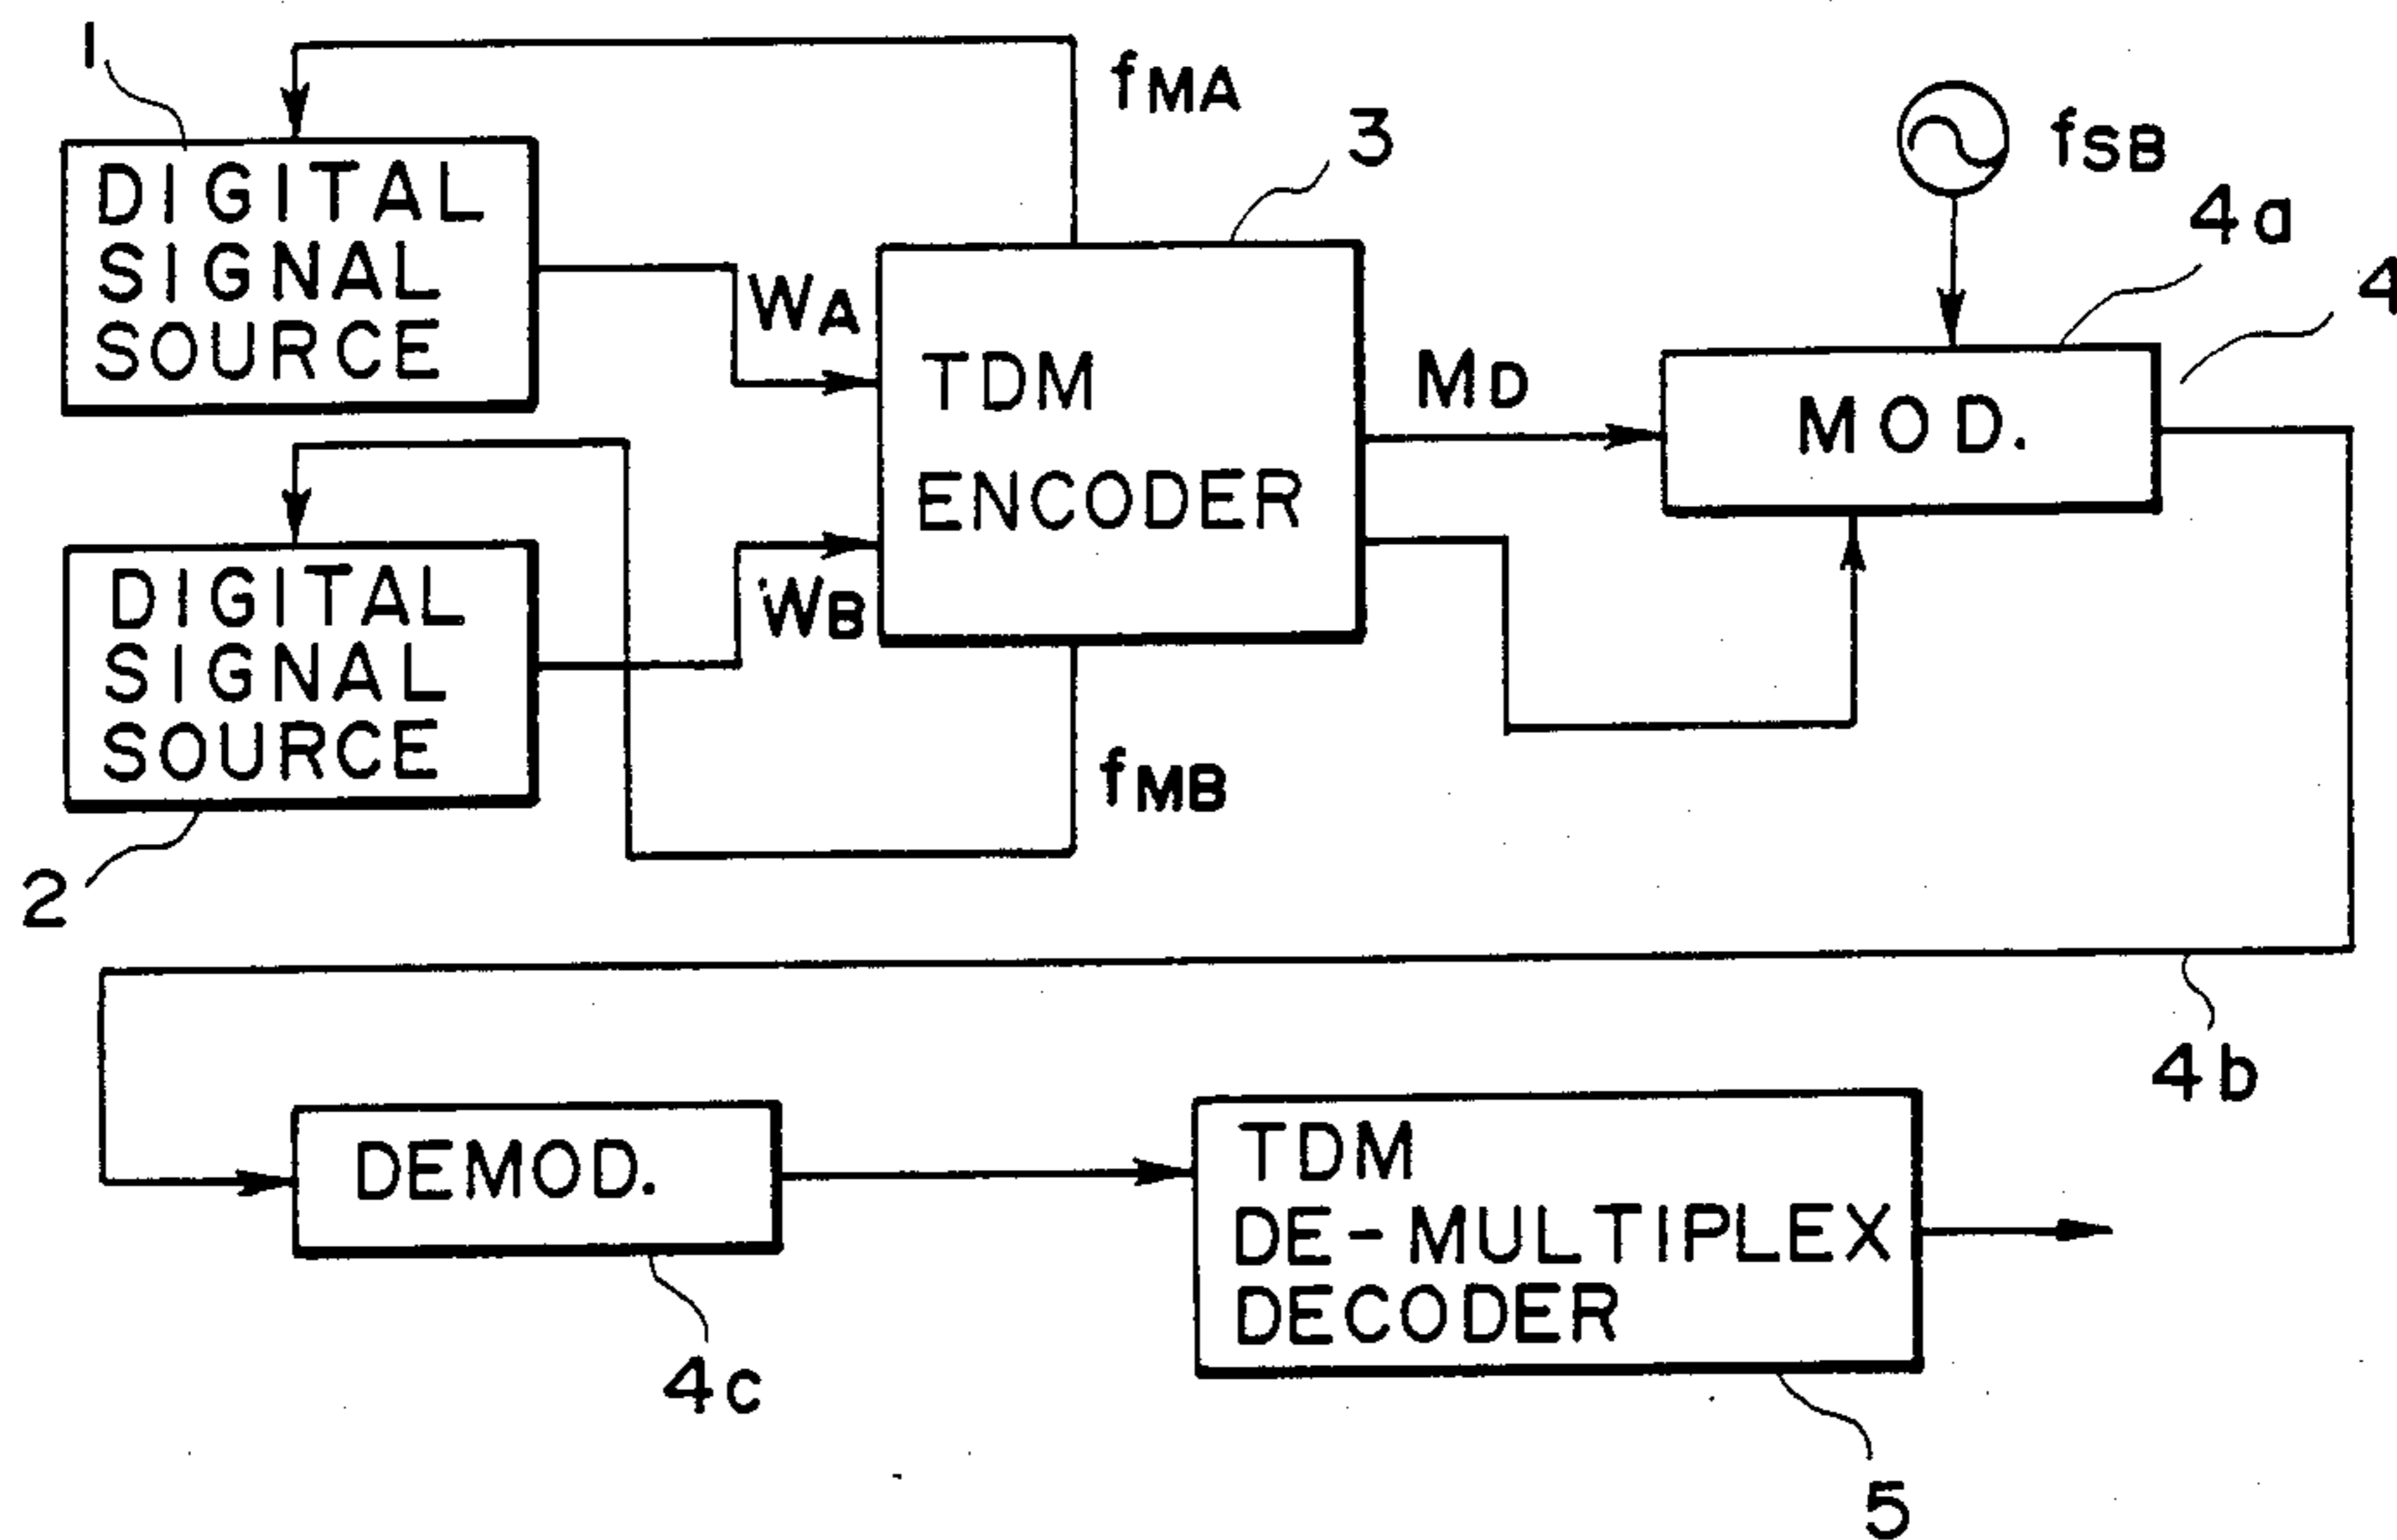 1
fMA
3
fSB
4a
4
DIGITAL
SIGNAL
SOURCE
WA
TDM
ENCODER
MD
MOD.
DIGITAL
SIGNAL
SOURCE
WB
fMB
2
4b
DEMOD.
4c
TDM
DE-MULTIPLEX
DECODER
5